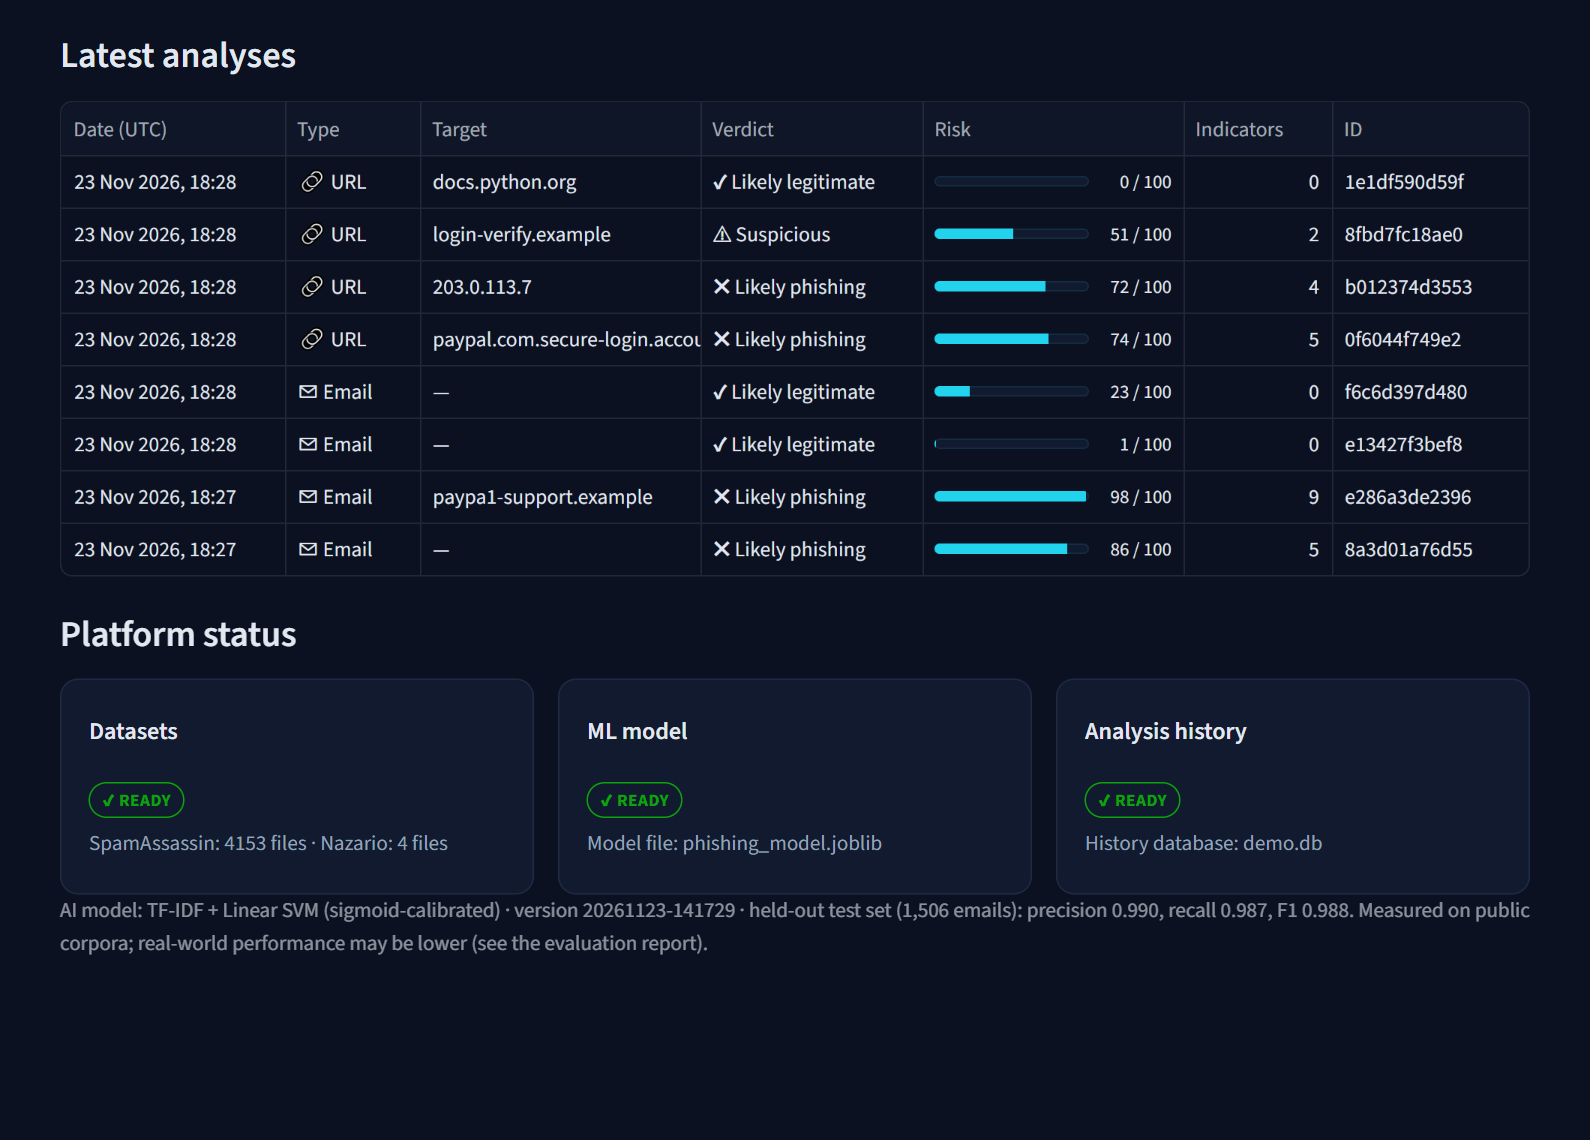 Latest analyses
Date (UTC) Type Target Verdict Risk Indicators ID
23 Nov 2026, 18:28 URL docs.python.org ✓ Likely legitimate 0 / 100 0 1e1df590d59f
23 Nov 2026, 18:28 URL login-verify.example ⚠ Suspicious 51 / 100 2 8fbd7fc18ae0
23 Nov 2026, 18:28 URL 203.0.113.7 ✕ Likely phishing 72 / 100 4 b012374d3553
23 Nov 2026, 18:28 URL paypal.com.secure-login.accou ✕ Likely phishing 74 / 100 5 0f6044f749e2
23 Nov 2026, 18:28 Email — ✓ Likely legitimate 23 / 100 0 f6c6d397d480
23 Nov 2026, 18:28 Email — ✓ Likely legitimate 1 / 100 0 e13427f3bef8
23 Nov 2026, 18:27 Email paypa1-support.example ✕ Likely phishing 98 / 100 9 e286a3de2396
23 Nov 2026, 18:27 Email — ✕ Likely phishing 86 / 100 5 8a3d01a76d55
Platform status
Datasets
✓ READY
SpamAssassin: 4153 files · Nazario: 4 files
ML model
✓ READY
Model file: phishing_model.joblib
Analysis history
✓ READY
History database: demo.db
AI model: TF-IDF + Linear SVM (sigmoid-calibrated) · version 20261123-141729 · held-out test set (1,506 emails): precision 0.990, recall 0.987, F1 0.988. Measured on public
corpora; real-world performance may be lower (see the evaluation report).